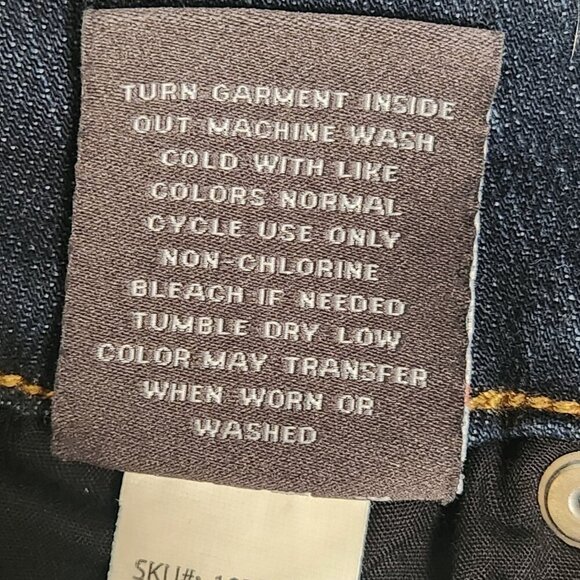 TURN GARMENT INSIDE
OUT MACHINE WASH
COLD WITH LIKE
COLORS NORMAL
CYCLE USE ONLY
NON-CHLORINE
BLEACH IF NEEDED
TUMBLE DRY LOW
COLOR MAY TRANSFER
WHEN WORN OR
WASHED
SKU#: